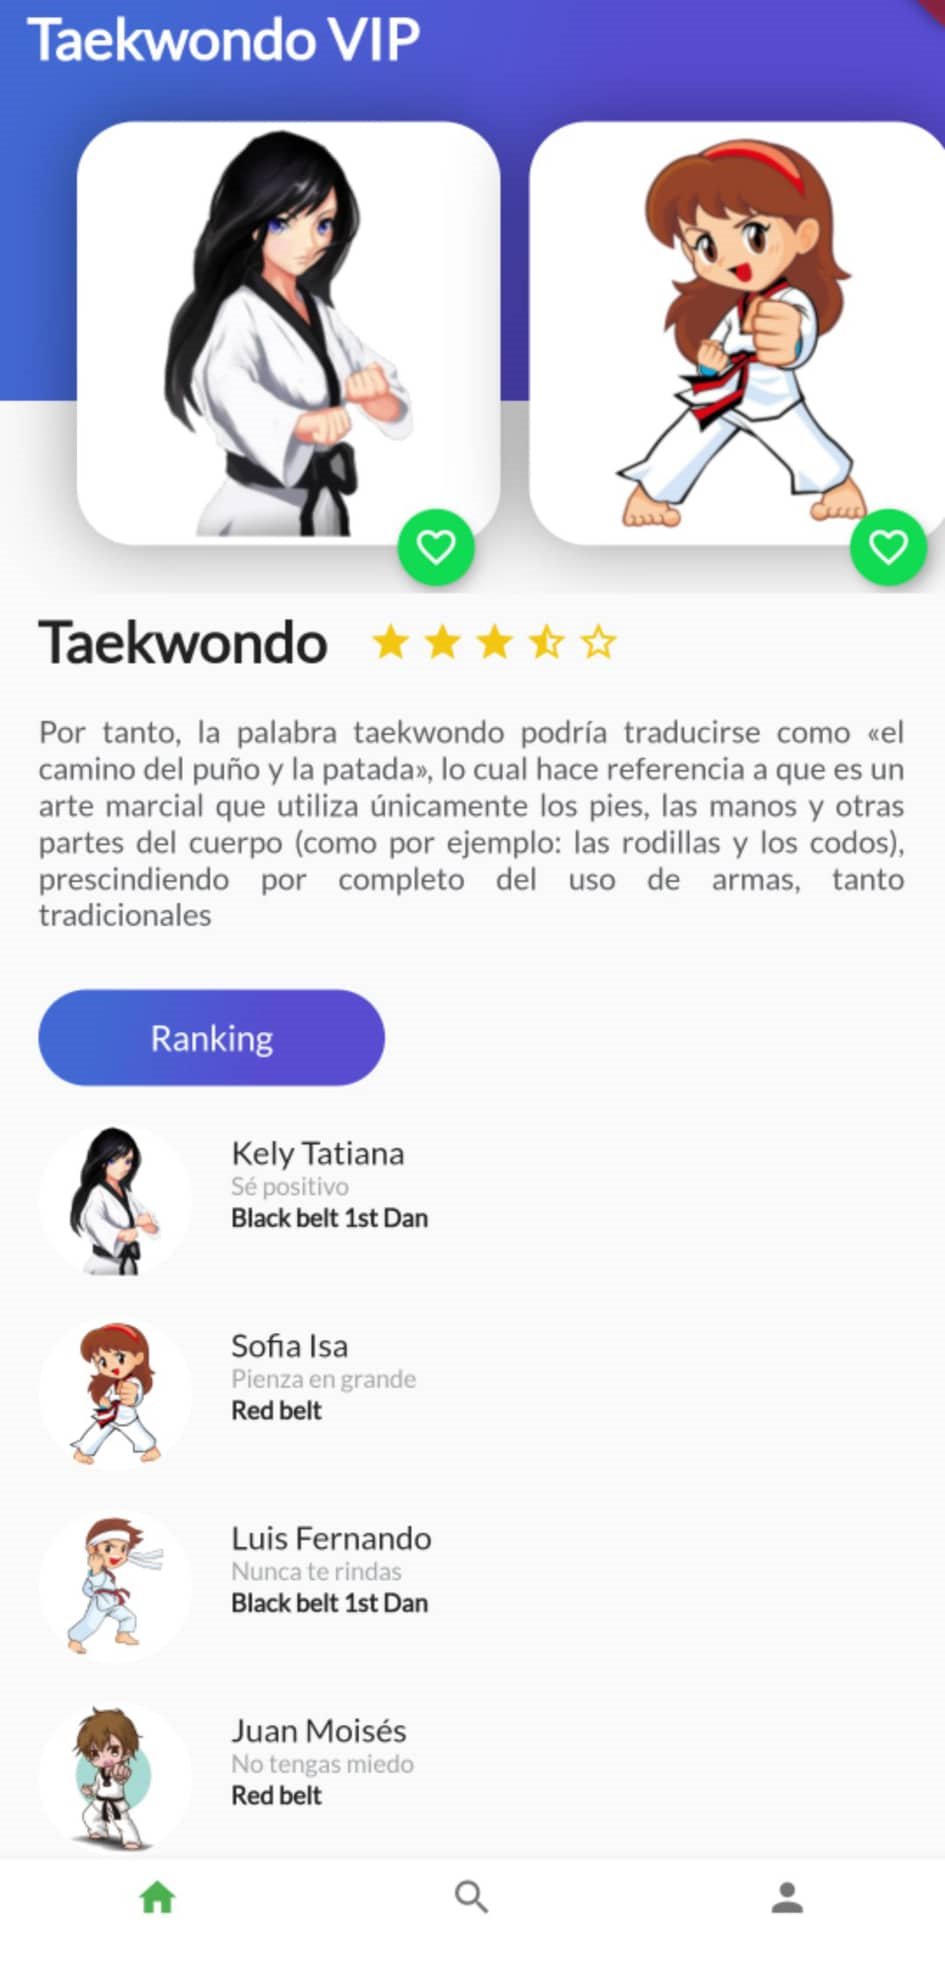 Taekwondo VIP
Taekwondo
Por tanto, la palabra taekwondo podría traducirse como «el
camino del puño y la patada», lo cual hace referencia a que es un
arte marcial que utiliza únicamente los pies, las manos y otras
partes del cuerpo (como por ejemplo: las rodillas y los codos),
prescindiendo por completo del uso de armas, tanto
tradicionales
Ranking
Kely Tatiana
Sé positivo
Black belt 1st Dan
Sofia Isa
Pienza en grande
Red belt
Luis Fernando
Nunca te rindas
Black belt 1st Dan
Juan Moisés
No tengas miedo
Red belt